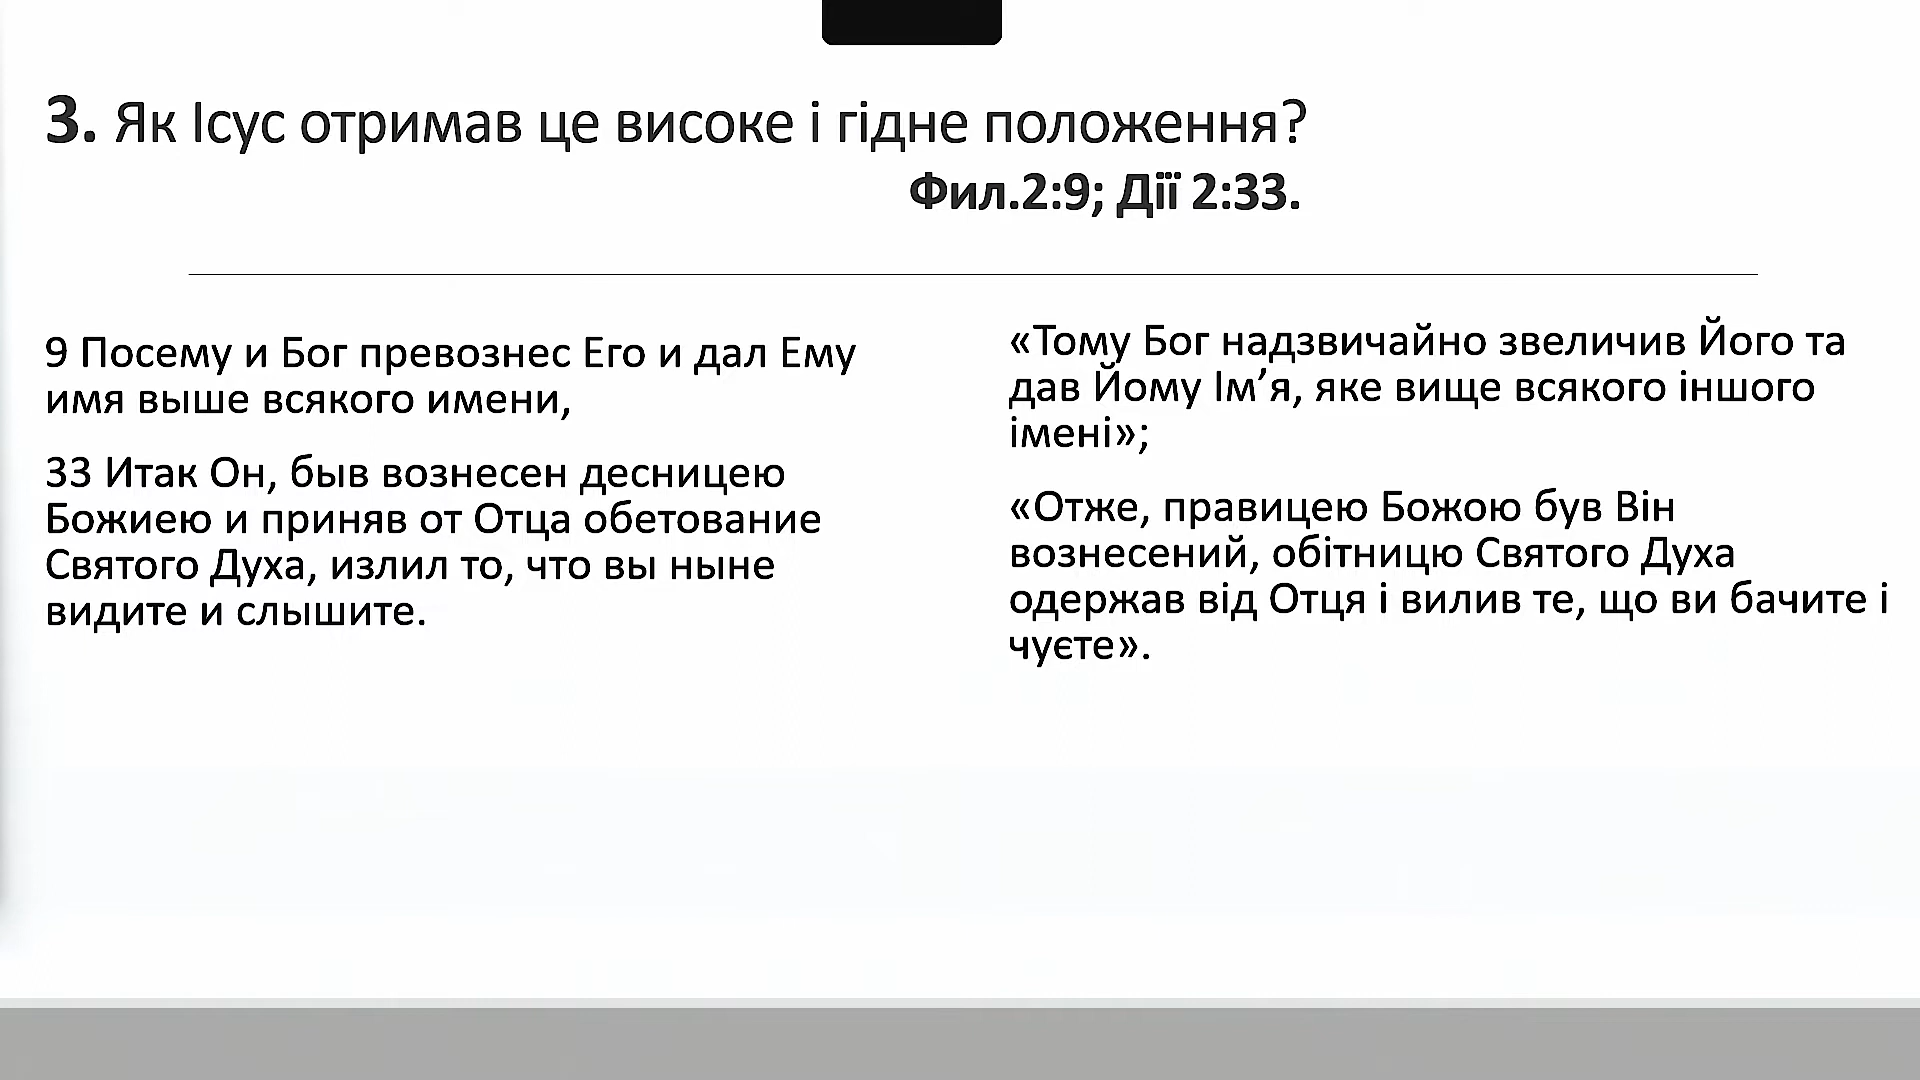 3. Як Ісус отримав це високе і гідне положення?
Фил.2:9; Дії 2:33.
9 Посему и Бог превознес Его и дал Ему
имя выше всякого имени,
33 Итак Он, быв вознесен десницею
Божиею и приняв от Отца обетование
Святого Духа, излил то, что вы ныне
видите и слышите.
«Тому Бог надзвичайно звеличив Його та
дав Йому Ім’я, яке вище всякого іншого
імені»;
«Отже, правицею Божою був Він
вознесений, обітницю Святого Духа
одержав від Отця і вилив те, що ви бачите і
чуєте».